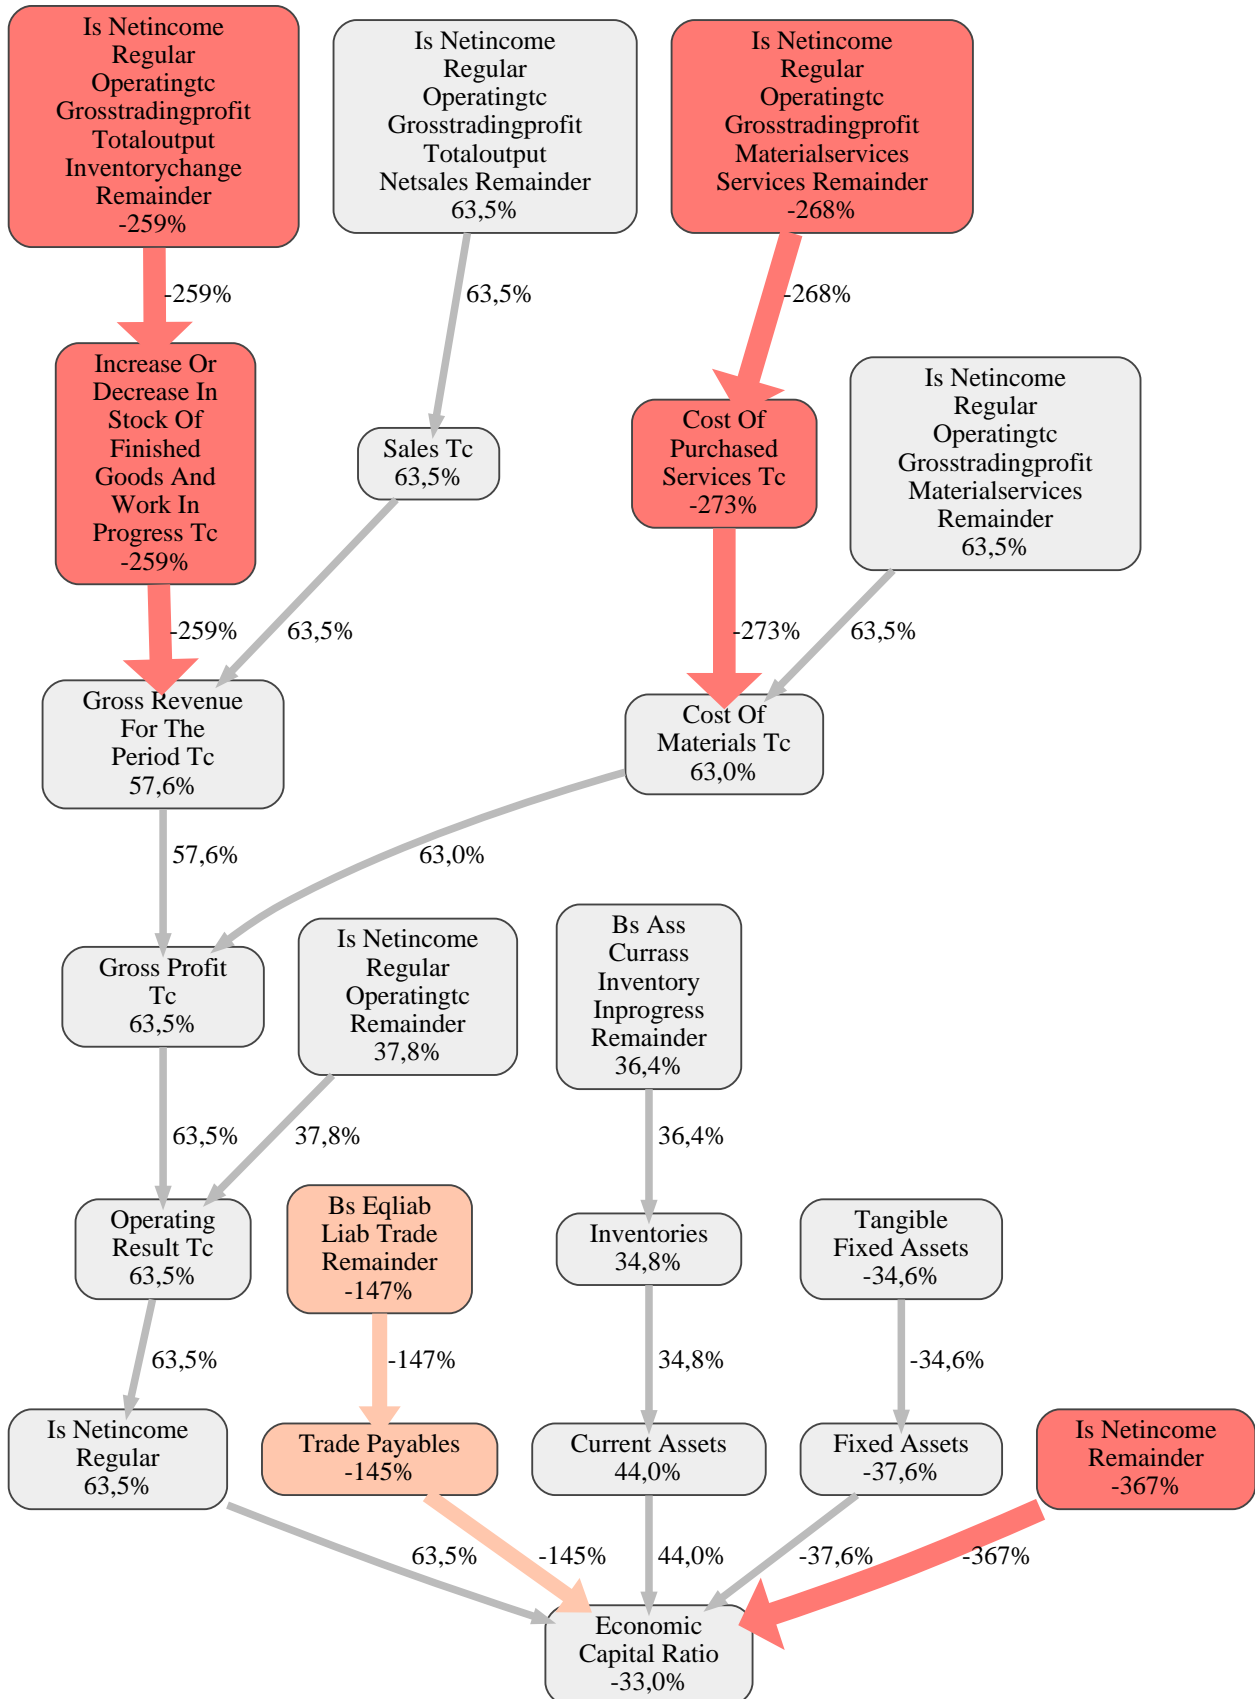 Is Netincome
Regular
Operatingtc
Grosstradingprofit
Totaloutput
Inventorychange
Remainder
-259%
Is Netincome
Regular
Operatingtc
Grosstradingprofit
Totaloutput
Netsales Remainder
63,5%
Is Netincome
Regular
Operatingtc
Grosstradingprofit
Materialservices
Services Remainder
-268%
-259%
63,5%
-268%
Increase Or
Decrease In
Stock Of
Finished
Goods And
Work In
Progress Tc
-259%
Sales Tc
63,5%
Cost Of
Purchased
Services Tc
-273%
Is Netincome
Regular
Operatingtc
Grosstradingprofit
Materialservices
Remainder
63,5%
-259%
63,5%
-273%
63,5%
Gross Revenue
For The
Period Tc
57,6%
Cost Of
Materials Tc
63,0%
57,6%
63,0%
Gross Profit
Tc
63,5%
Is Netincome
Regular
Operatingtc
Remainder
37,8%
Bs Ass
Currass
Inventory
Inprogress
Remainder
36,4%
63,5%
37,8%
36,4%
Operating
Result Tc
63,5%
Bs Eqliab
Liab Trade
Remainder
-147%
Inventories
34,8%
Tangible
Fixed Assets
-34,6%
63,5%
-147%
34,8%
-34,6%
Is Netincome
Regular
63,5%
Trade Payables
-145%
Current Assets
44,0%
Fixed Assets
-37,6%
Is Netincome
Remainder
-367%
63,5%
-145%
44,0%
-37,6%
-367%
Economic
Capital Ratio
-33,0%